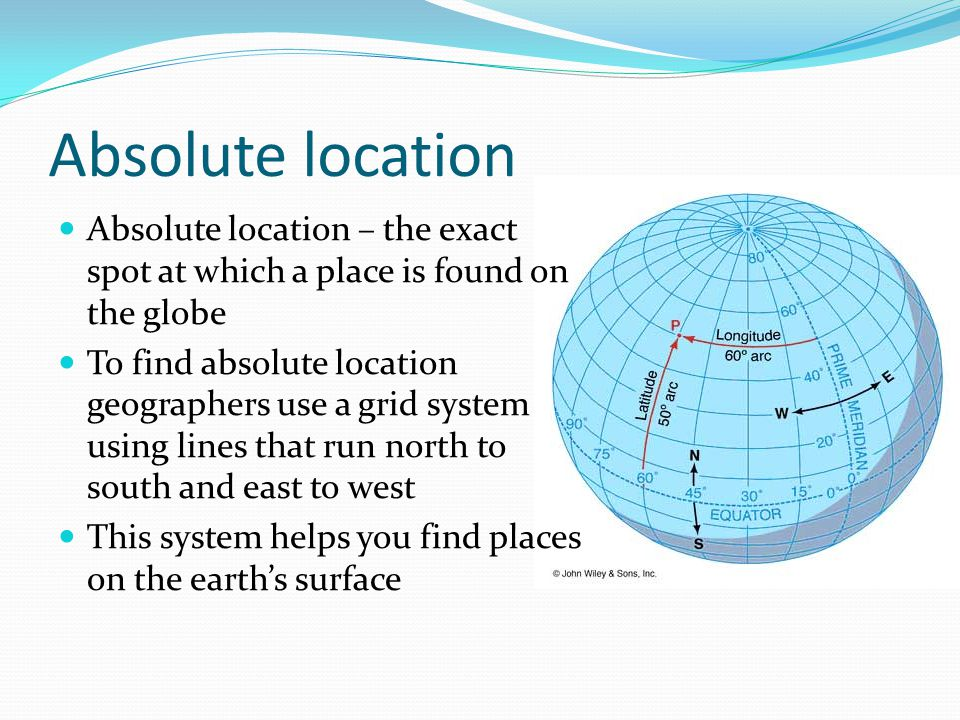 Absolute location
Absolute location – the exact
spot at which a place is found on
the globe
To find absolute location
geographers use a grid system
using lines that run north to
south and east to west
This system helps you find places
on the earth's surface
80°
60°
P
Longitude
60° arc
PRIME MERIDIAN
40°
E
W
Latitude
50° arc
90°
75°
60°
N
45°
30°
15°
0°
0°
20°
EQUATOR
S
© John Wiley & Sons, Inc.